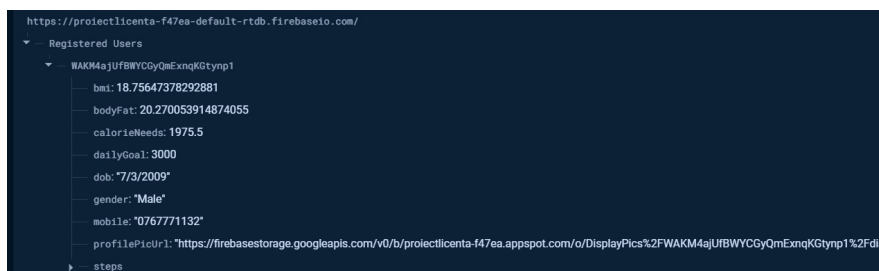 https://proiectlicenta-f47ea-default-rtdb.firebaseio.com/
Registered Users
WAKM4ajUfBWYCGyQmExnqKGtynp1
bmi: 18.75647378292881
bodyFat: 20.270053914874055
calorieNeeds: 1975.5
dailyGoal: 3000
dob: "7/3/2009"
gender: "Male"
mobile: "0767771132"
profilePicUrl: "https://firebasestorage.googleapis.com/v0/b/proiectlicenta-f47ea.appspot.com/o/DisplayPics%2FWAKM4ajUfBWYCGyQmExnqKGtynp1%2Fdi
steps